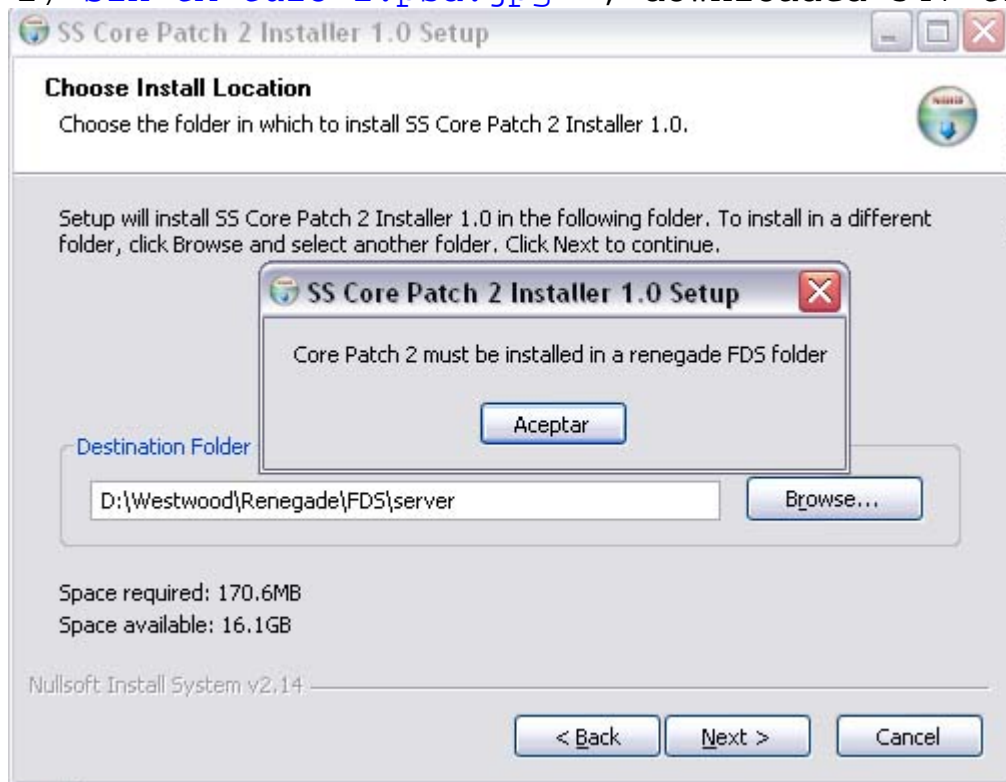 SS Core Patch 2 Installer 1.0 Setup
Choose Install Location
Choose the folder in which to install SS Core Patch 2 Installer 1.0.
Setup will install SS Core Patch 2 Installer 1.0 in the following folder. To install in a different
folder, click Browse and select another folder. Click Next to continue.
SS Core Patch 2 Installer 1.0 Setup
Core Patch 2 must be installed in a renegade FDS folder
Aceptar
Destination Folder
D:\Westwood\Renegade\FDS\server
Browse...
Space required: 170.6MB
Space available: 16.1GB
Nullsoft Install System v2.14
< Back
Next >
Cancel